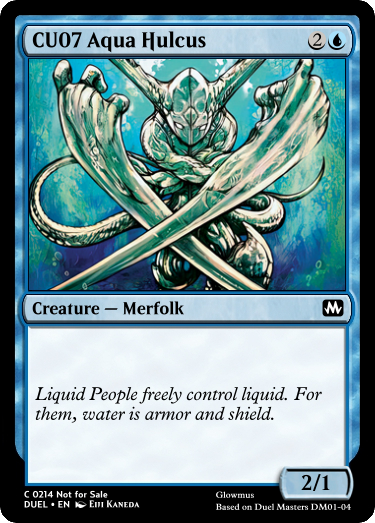 CU07 Aqua Hulcus 2
Creature — Merfolk
Liquid People freely control liquid. For
them, water is armor and shield.
2/1
C 0214 Not for Sale
DUEL • EN Eiji Kaneda
Glowmus
Based on Duel Masters DM01-04